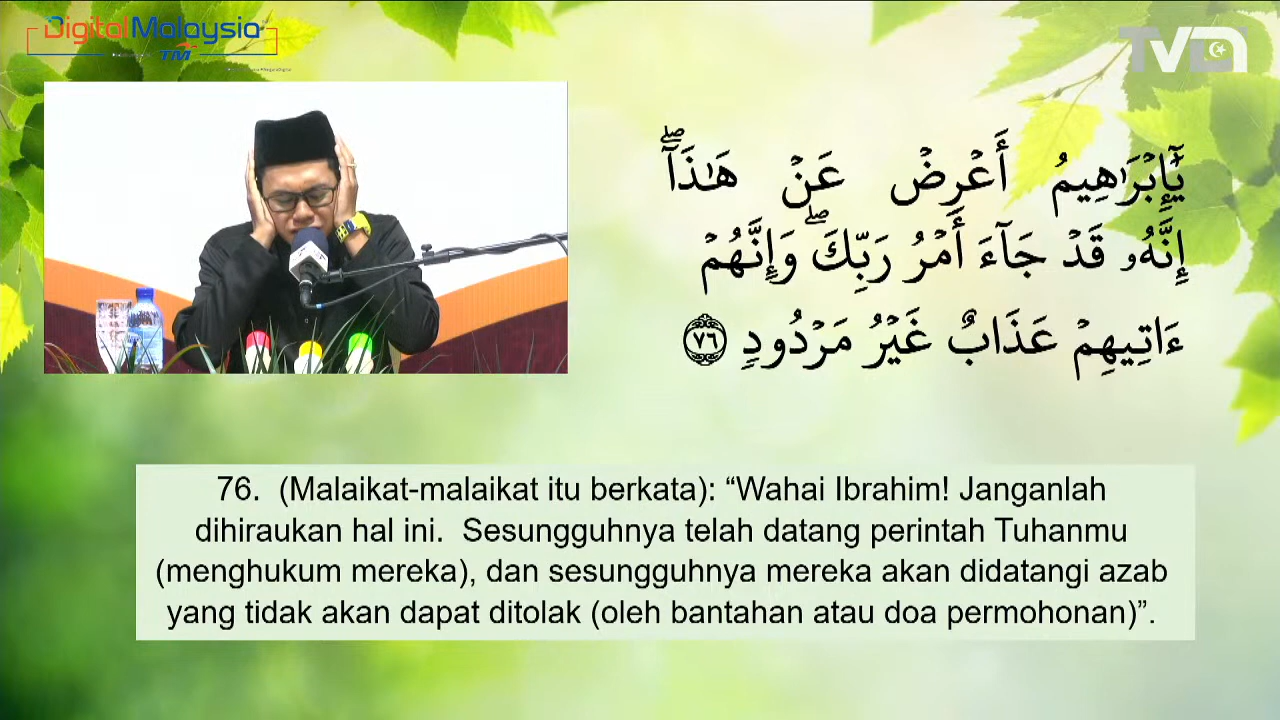 DigitalMalaysia
TM
TV
يَٰٓإِبْرَٰهِيمُ أَعْرِضْ عَنْ هَٰذَآۖ
إِنَّهُۥ قَدْ جَآءَ أَمْرُ رَبِّكَۖ وَإِنَّهُمْ
ءَاتِيهِمْ عَذَابٌ غَيْرُ مَرْدُودٍ ٧٦
76.  (Malaikat-malaikat itu berkata): “Wahai Ibrahim! Janganlah
dihiraukan hal ini.  Sesungguhnya telah datang perintah Tuhanmu
(menghukum mereka), dan sesungguhnya mereka akan didatangi azab
yang tidak akan dapat ditolak (oleh bantahan atau doa permohonan)”.